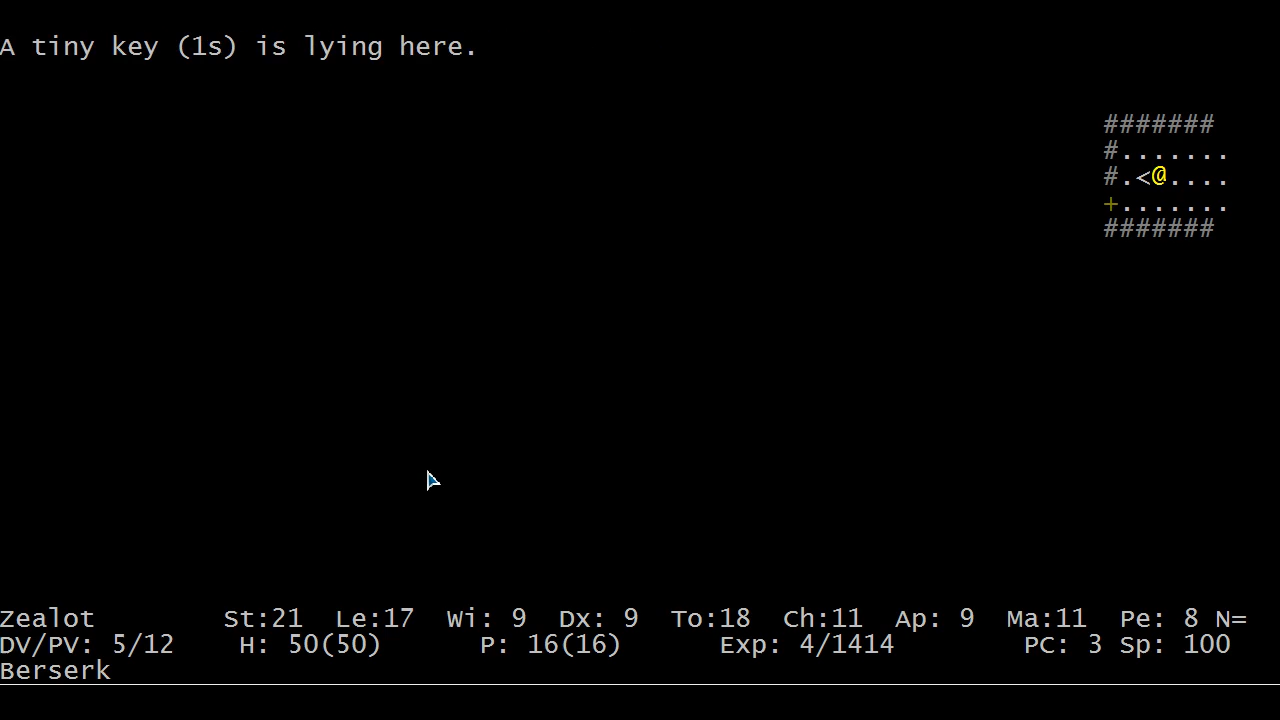 A tiny key (1s) is lying here.
#######
#.......
#.<@....
+.......
#######
Zealot St:21 Le:17 Wi: 9 Dx: 9 To:18 Ch:11 Ap: 9 Ma:11 Pe: 8 N=
DV/PV: 5/12 H: 50(50) P: 16(16) Exp: 4/1414 PC: 3 Sp: 100
Berserk